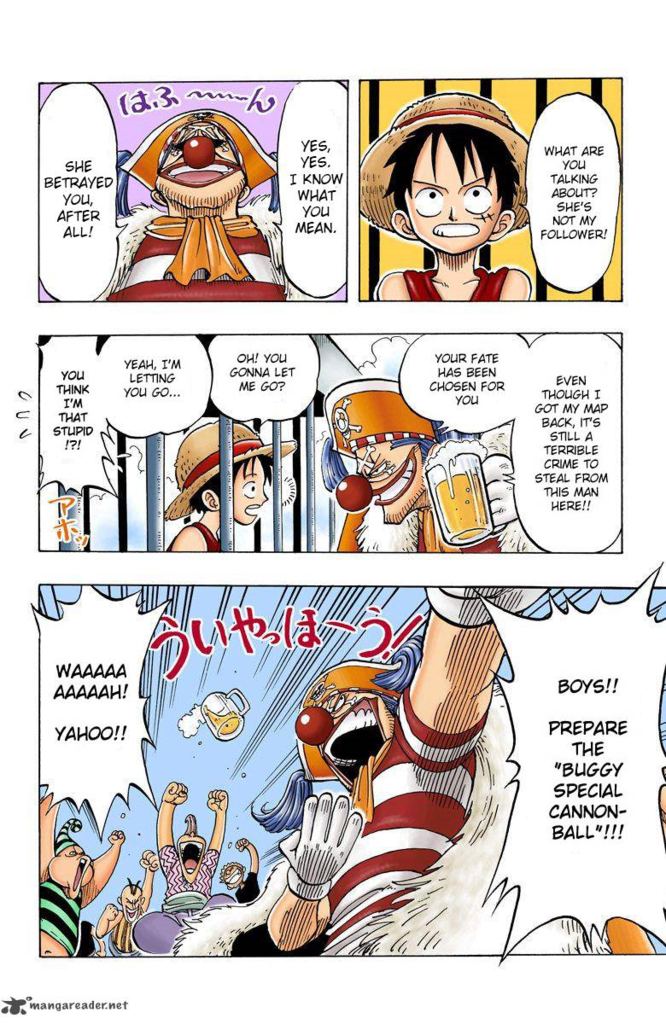 WHAT ARE
YOU
TALKING
ABOUT?
SHE'S
NOT MY
FOLLOWER!
はふ〜〜ん
YES,
YES.
I KNOW
WHAT
YOU
MEAN.
SHE
BETRAYED
YOU,
AFTER
ALL!
EVEN
THOUGH I
GOT MY MAP
BACK, IT'S
STILL A
TERRIBLE
CRIME TO
STEAL FROM
THIS MAN
HERE!!
YOUR FATE
HAS BEEN
CHOSEN FOR
YOU
OH! YOU
GONNA LET
ME GO?
YEAH, I'M
LETTING
YOU GO...
YOU
THINK
I'M
THAT
STUPID
!?!
アホッ
BOYS!!
PREPARE
THE
"BUGGY
SPECIAL
CANNON-
BALL"!!!
ういやっほーう!
WAAAAA
AAAAAH!
YAHOO!!
mangareader.net